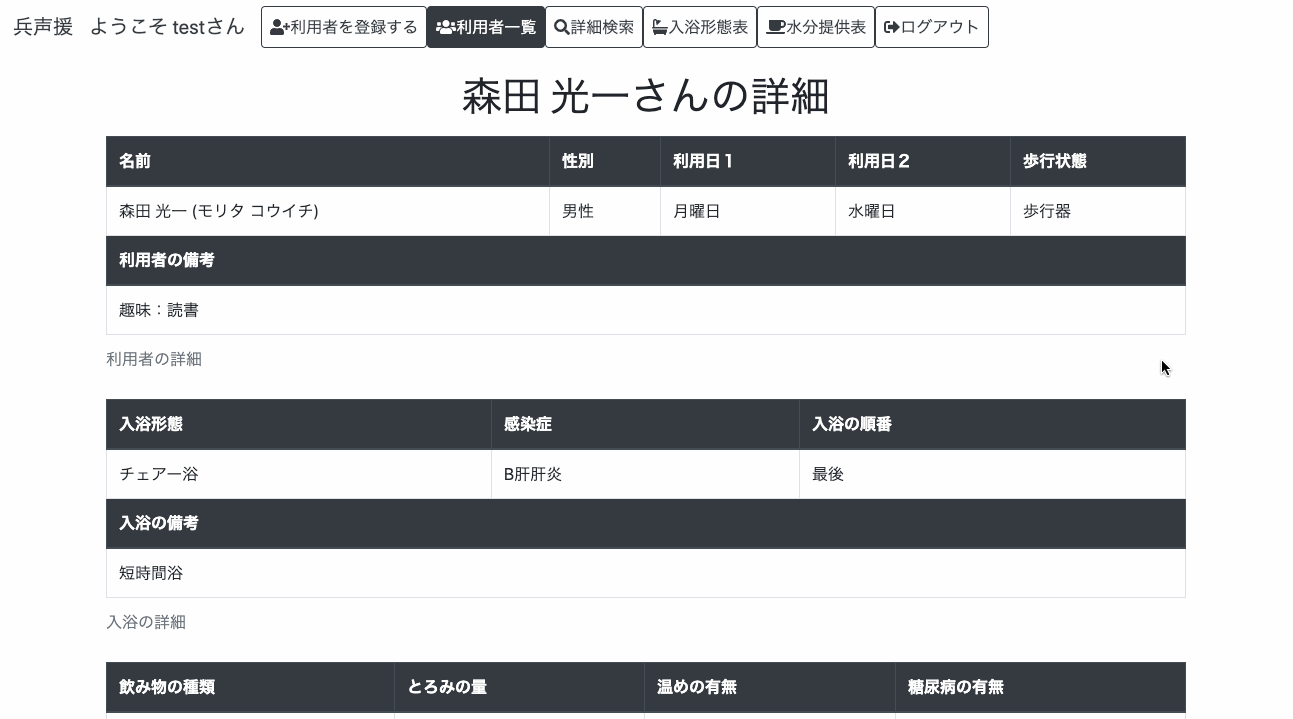 兵声援 ようこそ testさん 利用者を登録する 利用者一覧 詳細検索 入浴形態表 水分提供表 ログアウト
森田 光一さんの詳細
名前 性別 利用日１ 利用日２ 歩行状態
森田 光一 (モリタ コウイチ) 男性 月曜日 水曜日 歩行器
利用者の備考
趣味：読書
利用者の詳細
入浴形態 感染症 入浴の順番
チェアー浴 B肝肝炎 最後
入浴の備考
短時間浴
入浴の詳細
飲み物の種類 とろみの量 温めの有無 糖尿病の有無